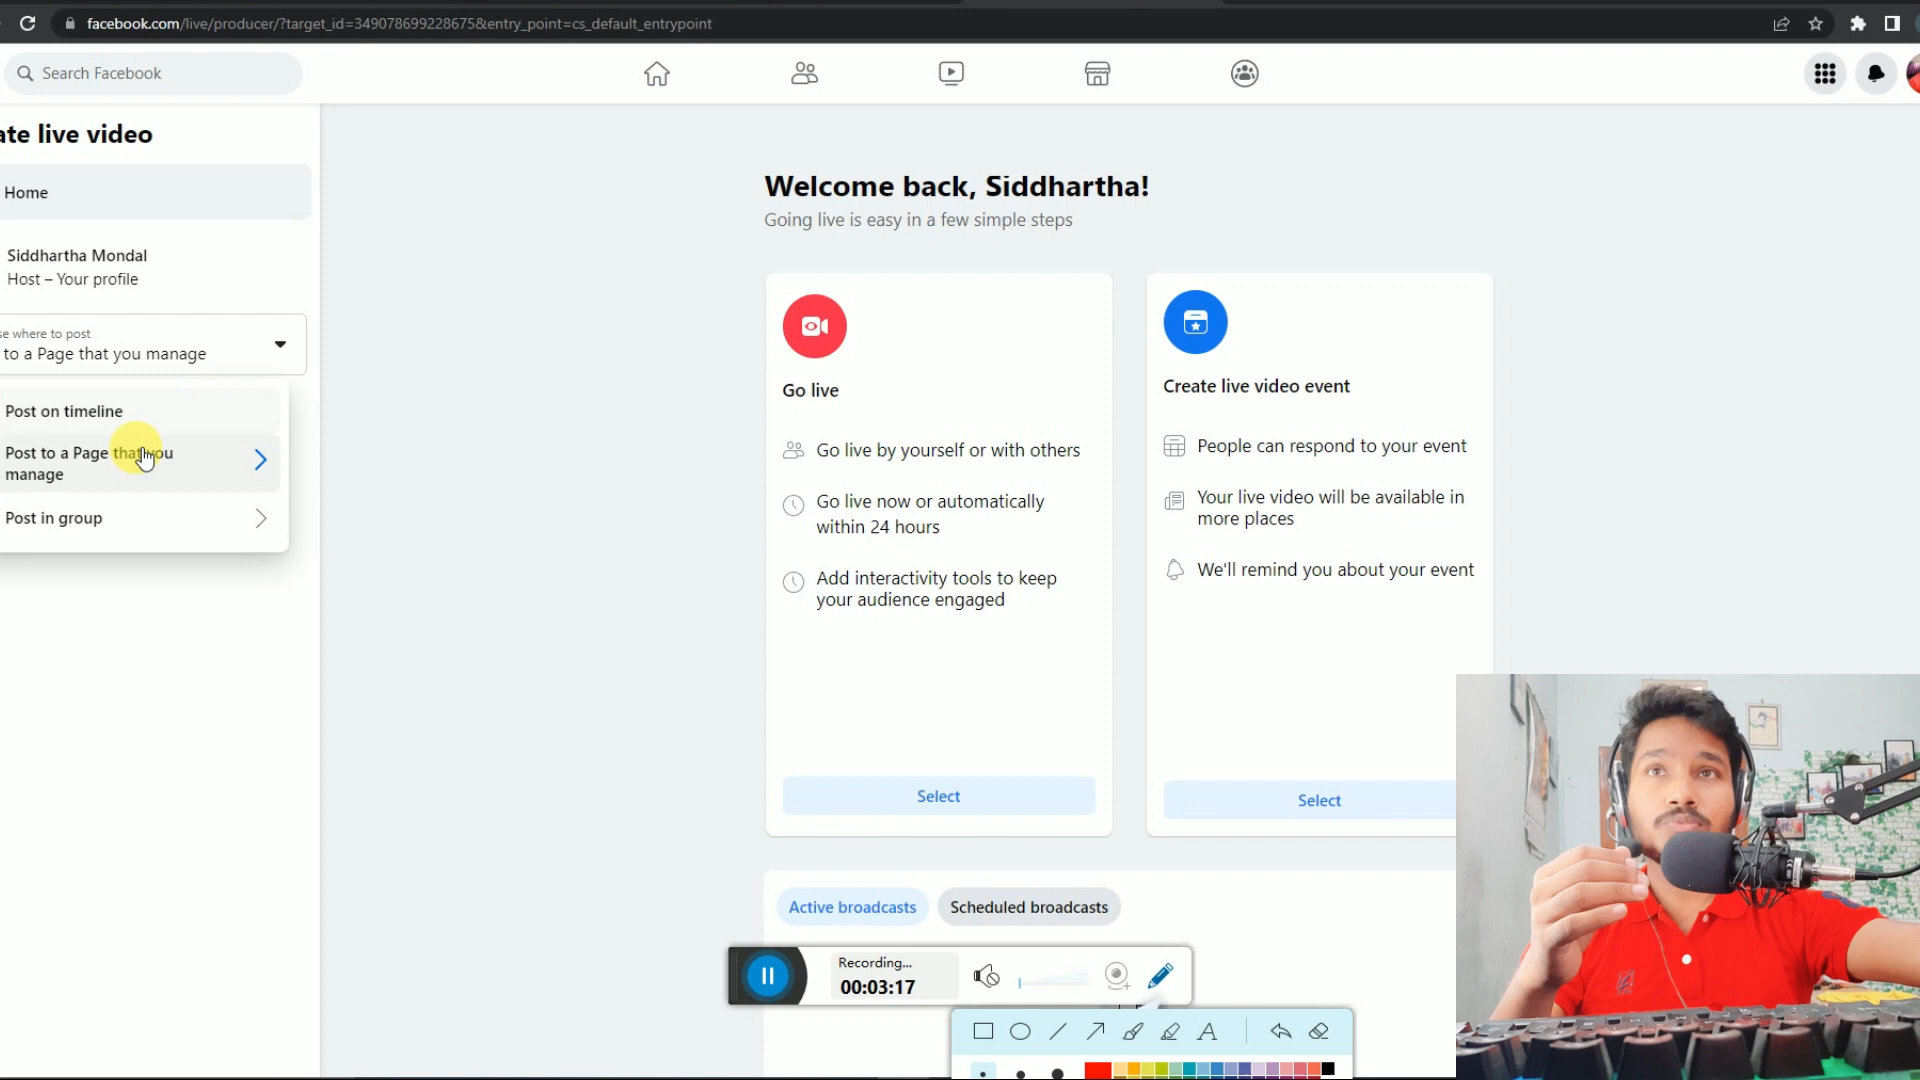 facebook.com/live/producer/?target_id=349078699228675&entry_point=cs_default_entrypoint
Search Facebook
ate live video
Home
Siddhartha Mondal
Host – Your profile
se where to post
to a Page that you manage
Post on timeline
Post to a Page that you
manage
Post in group
Welcome back, Siddhartha!
Going live is easy in a few simple steps
Go live
Go live by yourself or with others
Go live now or automatically
within 24 hours
Add interactivity tools to keep
your audience engaged
Select
Create live video event
People can respond to your event
Your live video will be available in
more places
We'll remind you about your event
Select
Active broadcasts
Scheduled broadcasts
Recording...
00:03:17
A